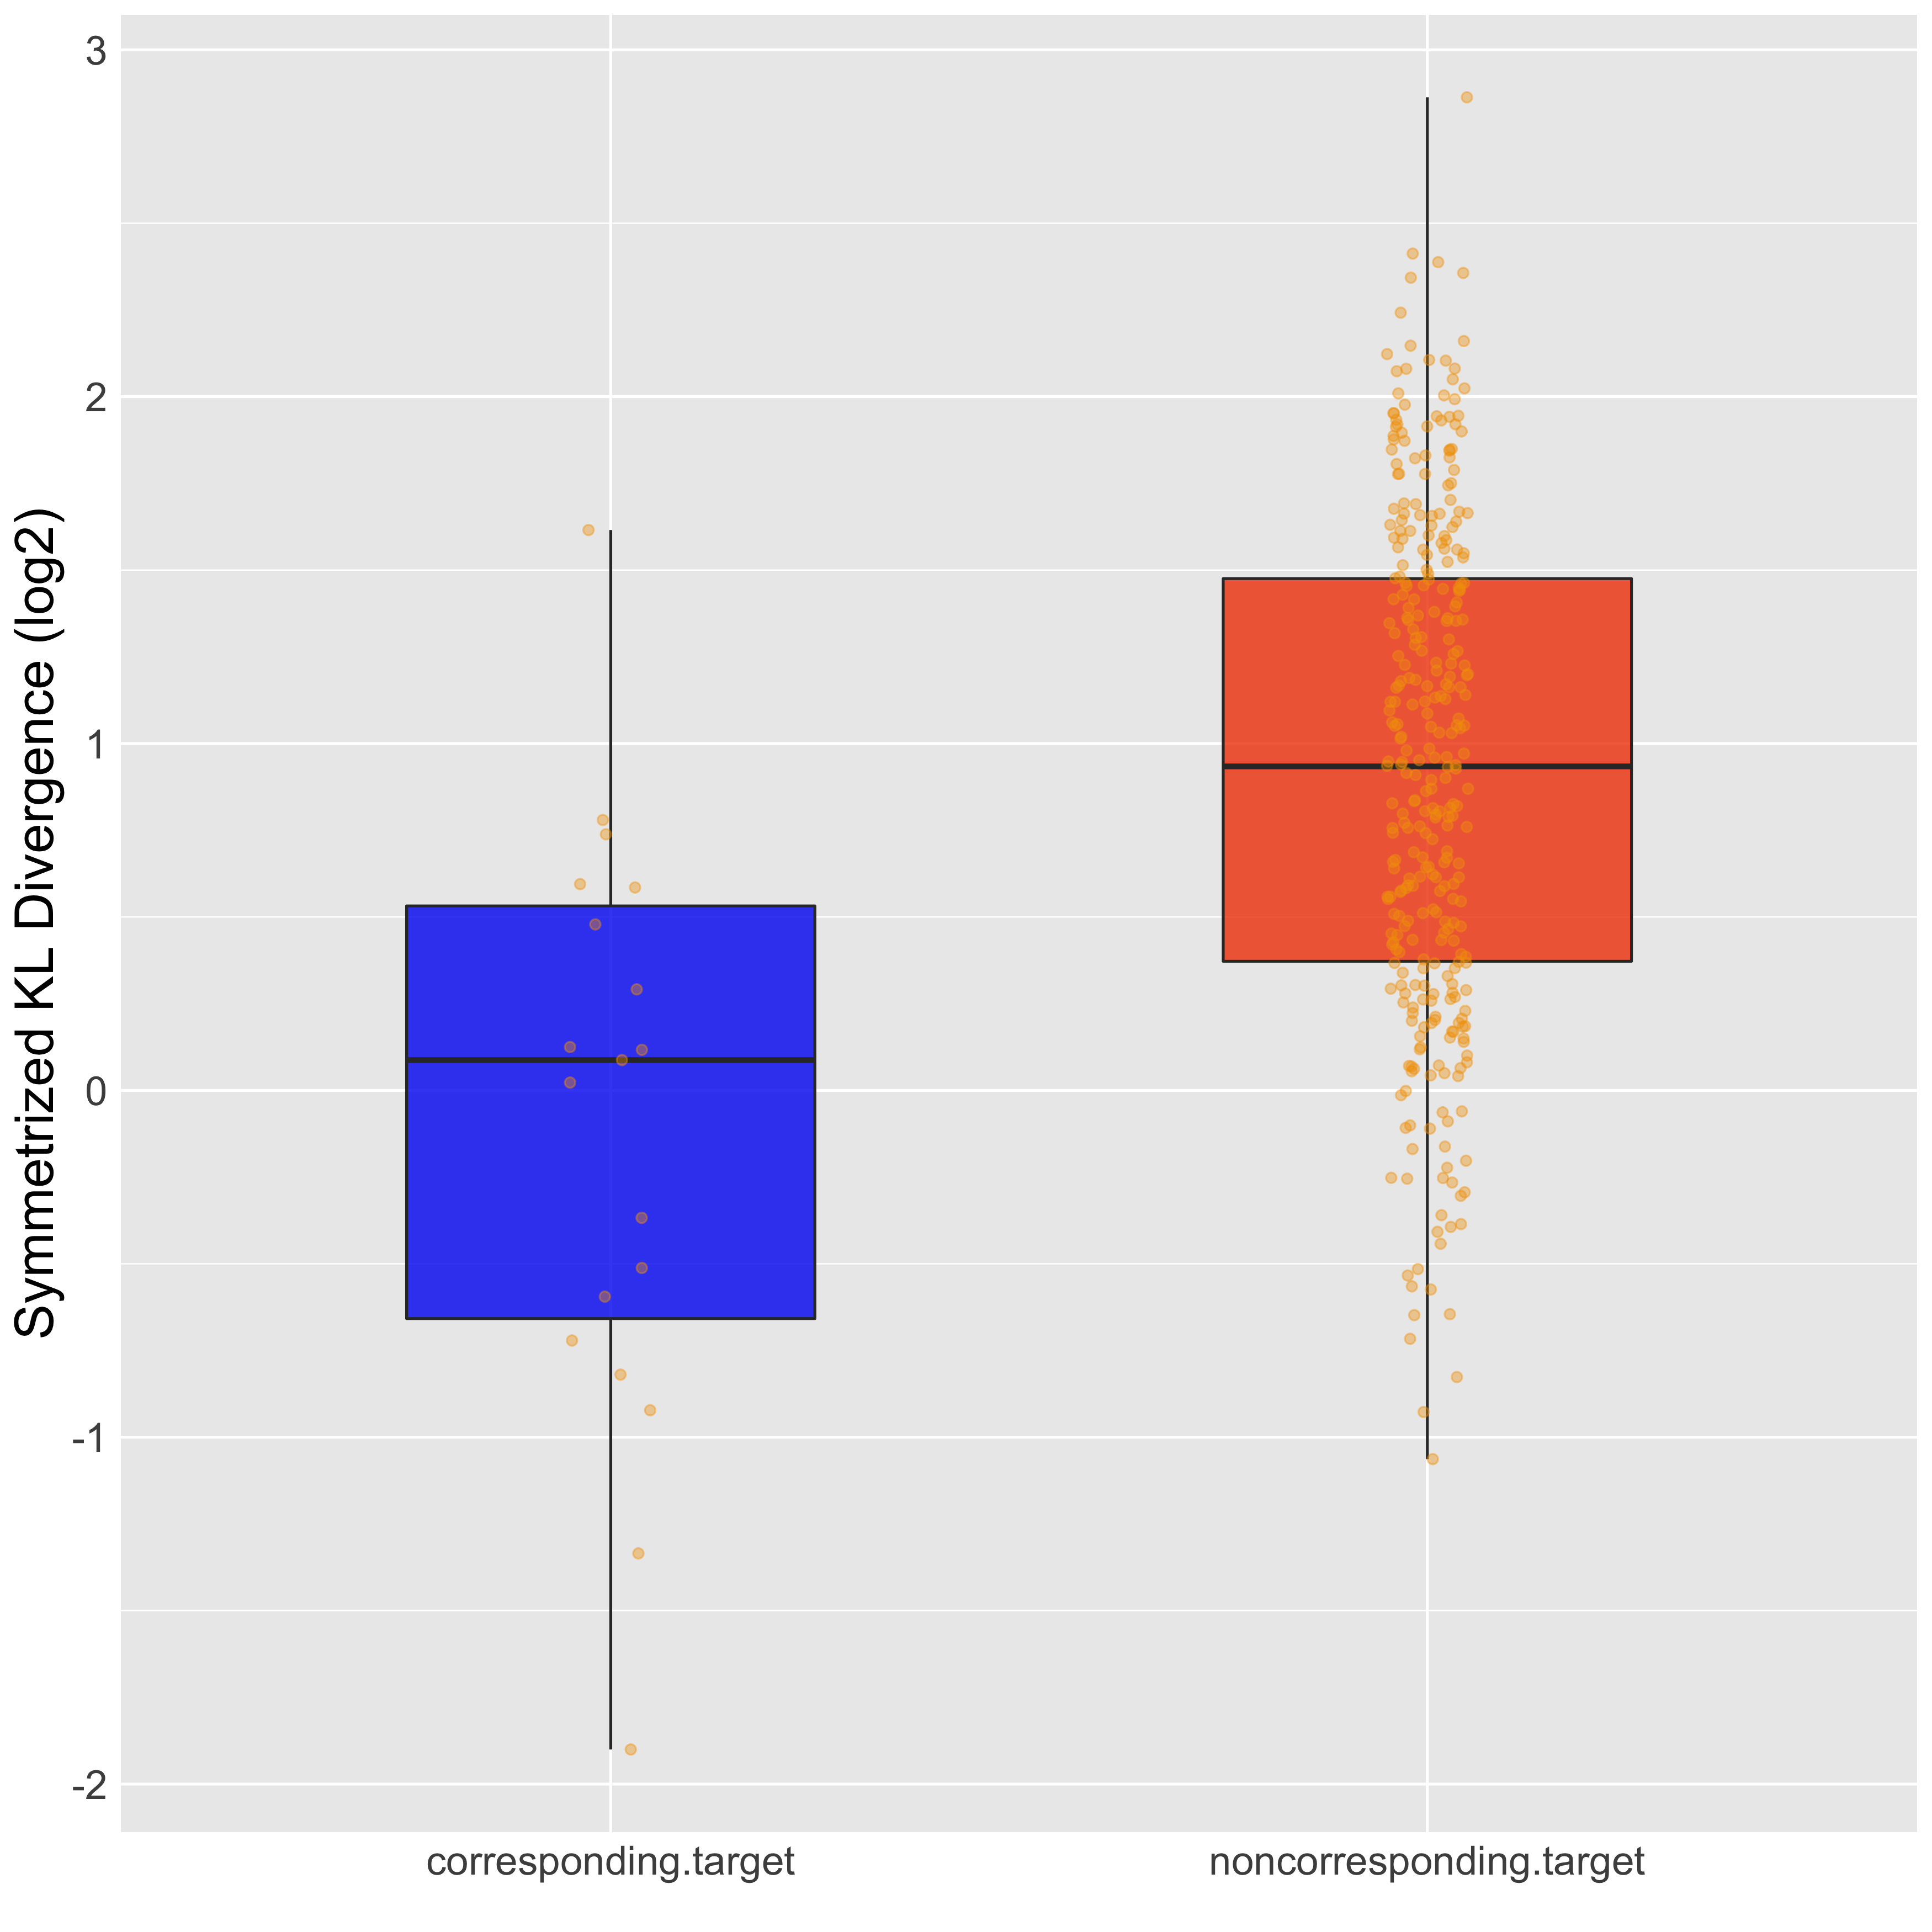 Symmetrized KL Divergence (log2)
3
2
1
0
-1
-2
corresponding.target
noncorresponding.target